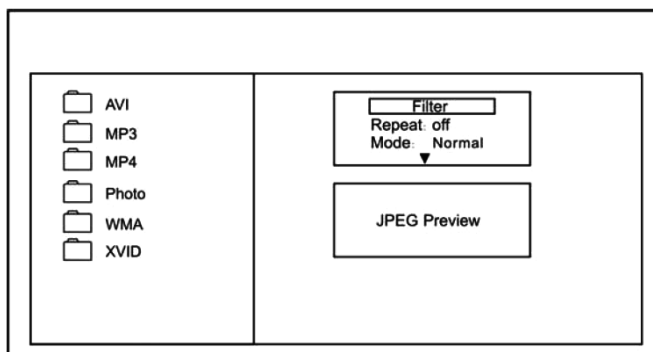 AVI
MP3
MP4
Photo
WMA
XVID
Filter
Repeat: off
Mode: Normal
JPEG Preview